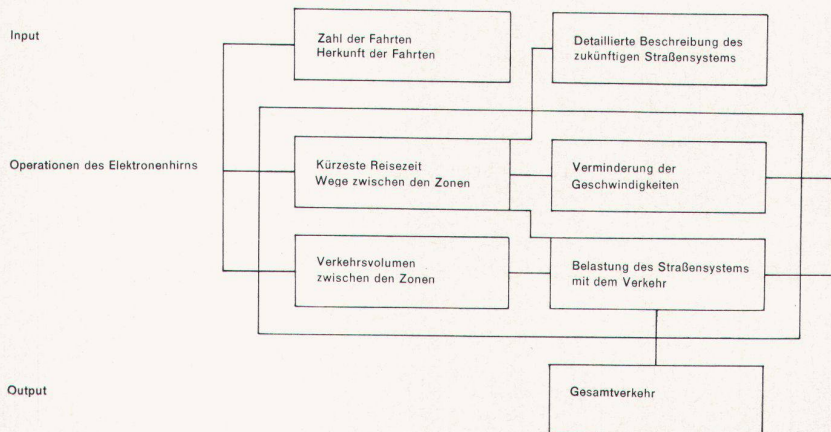 Input
Zahl der Fahrten
Herkunft der Fahrten
Detaillierte Beschreibung des
zukünftigen Straßensystems
Operationen des Elektronenhirns
Kürzeste Reisezeit
Wege zwischen den Zonen
Verminderung der
Geschwindigkeiten
Verkehrsvolumen
zwischen den Zonen
Belastung des Straßensystems
mit dem Verkehr
Output
Gesamtverkehr